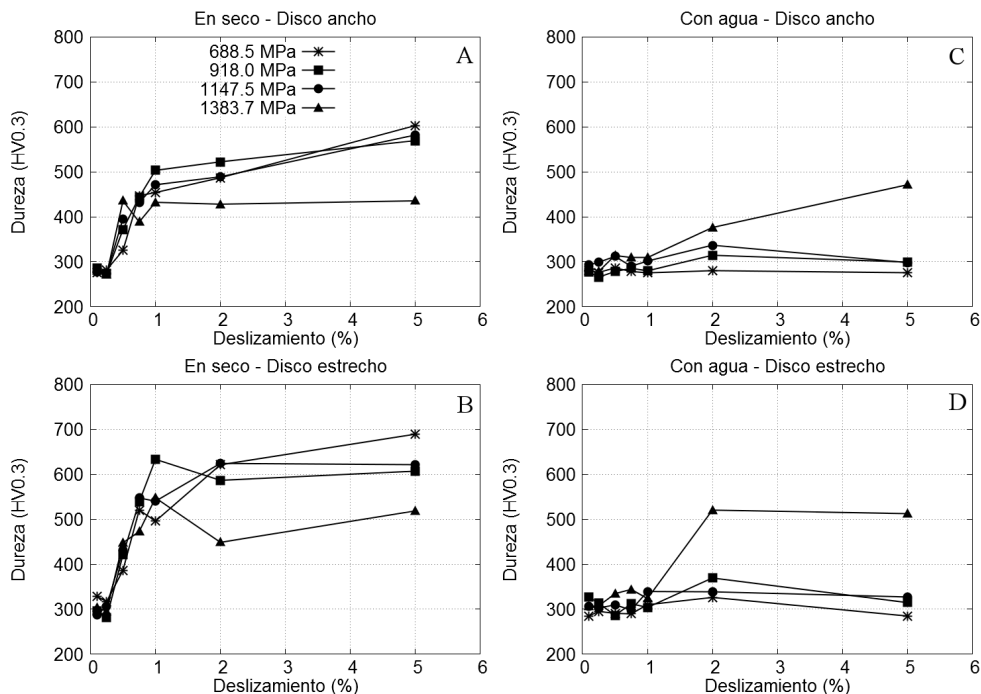 En seco - Disco ancho
A
688.5 MPa
918.0 MPa
1147.5 MPa
1383.7 MPa
800
700
600
500
400
300
200
Dureza (HV0.3)
0 1 2 3 4 5 6
Deslizamiento (%)
Con agua - Disco ancho
C
800
700
600
500
400
300
200
Dureza (HV0.3)
0 1 2 3 4 5 6
Deslizamiento (%)
En seco - Disco estrecho
B
800
700
600
500
400
300
200
Dureza (HV0.3)
0 1 2 3 4 5 6
Deslizamiento (%)
Con agua - Disco estrecho
D
800
700
600
500
400
300
200
Dureza (HV0.3)
0 1 2 3 4 5 6
Deslizamiento (%)